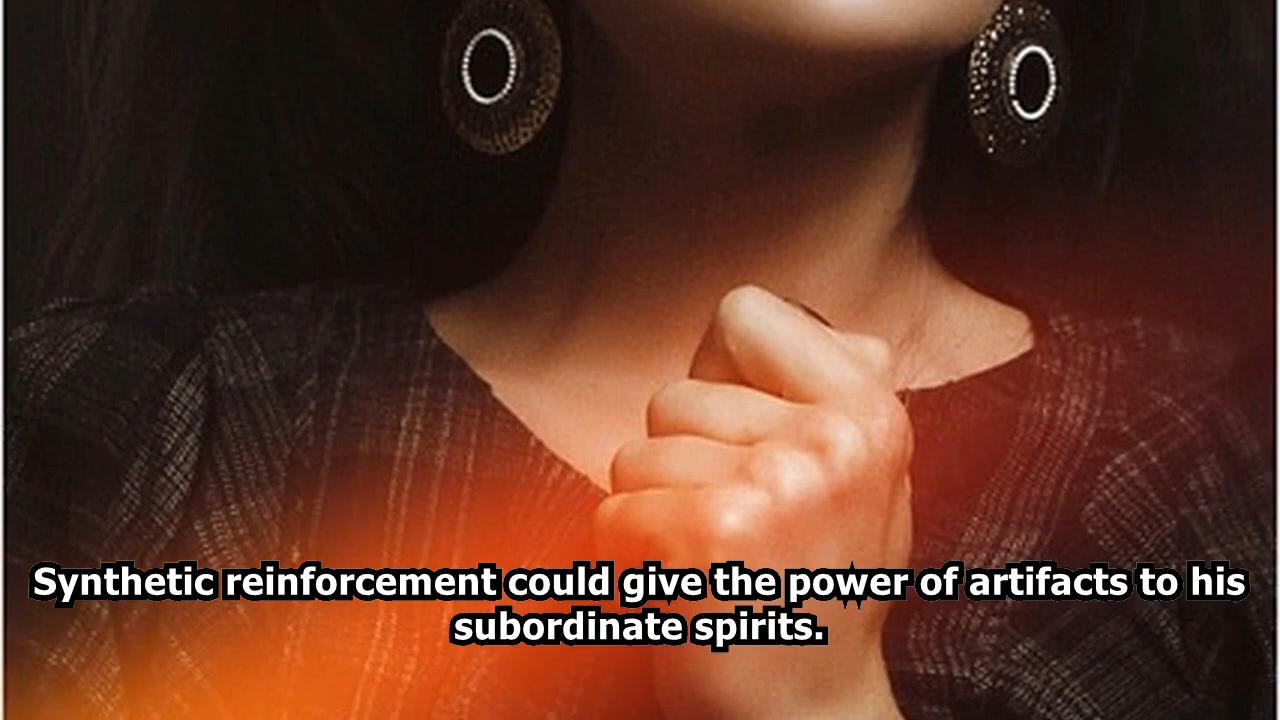 Synthetic reinforcement could give the power of artifacts to his
subordinate spirits.